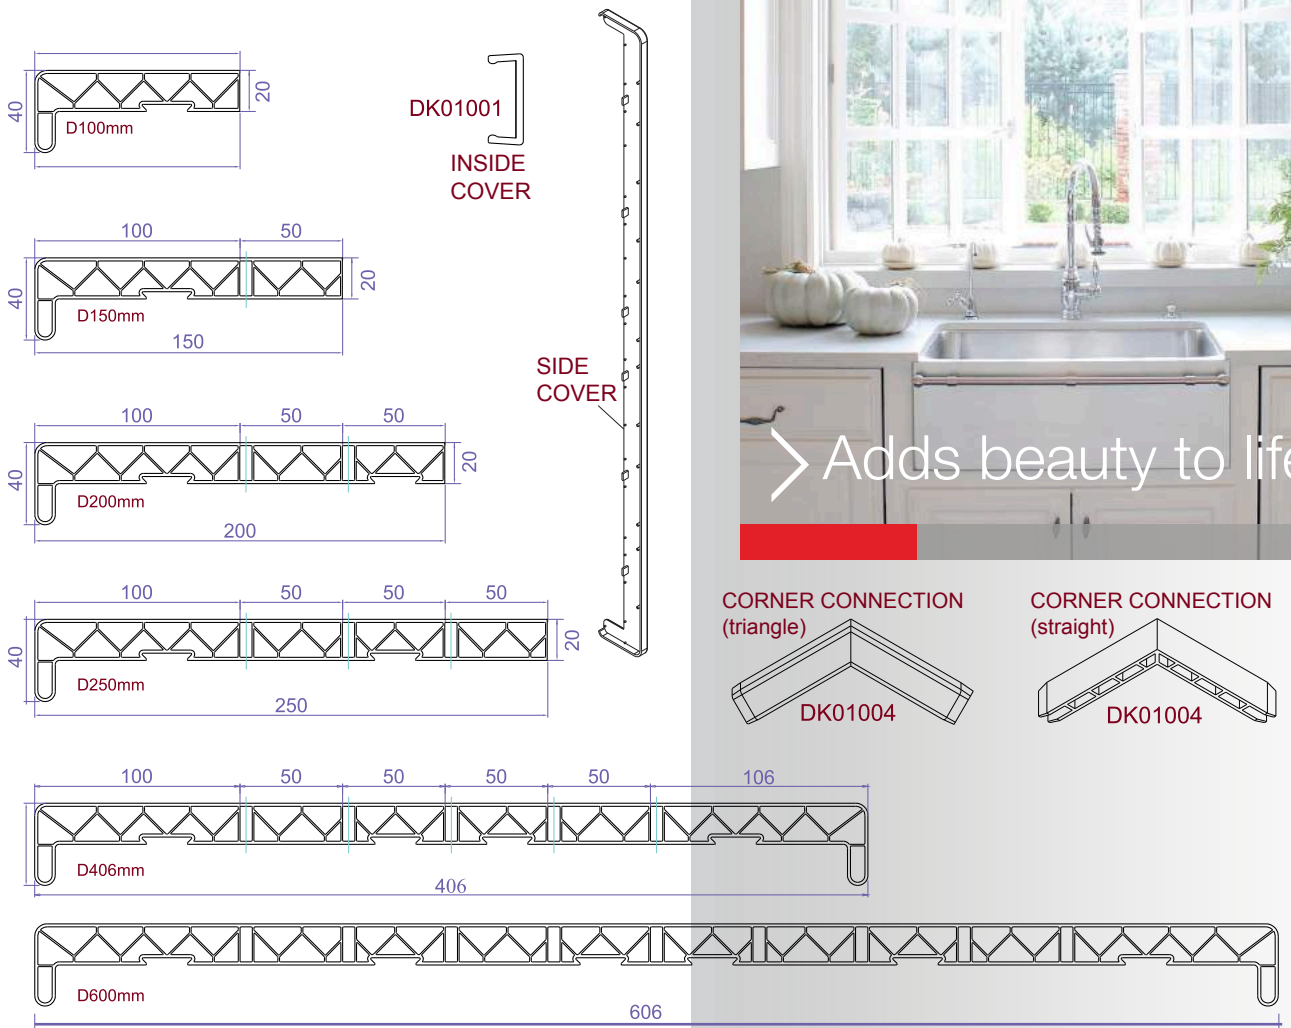 40
20
D100mm
DK01001
INSIDE
COVER
100 50
40
20
D150mm
150
SIDE
COVER
100 50 50
40
20
D200mm
200
Adds beauty to life
100 50 50 50
40
20
D250mm
250
CORNER CONNECTION
(triangle)
DK01004
CORNER CONNECTION
(straight)
DK01004
100 50 50 50 50 106
D406mm
406
D600mm
606